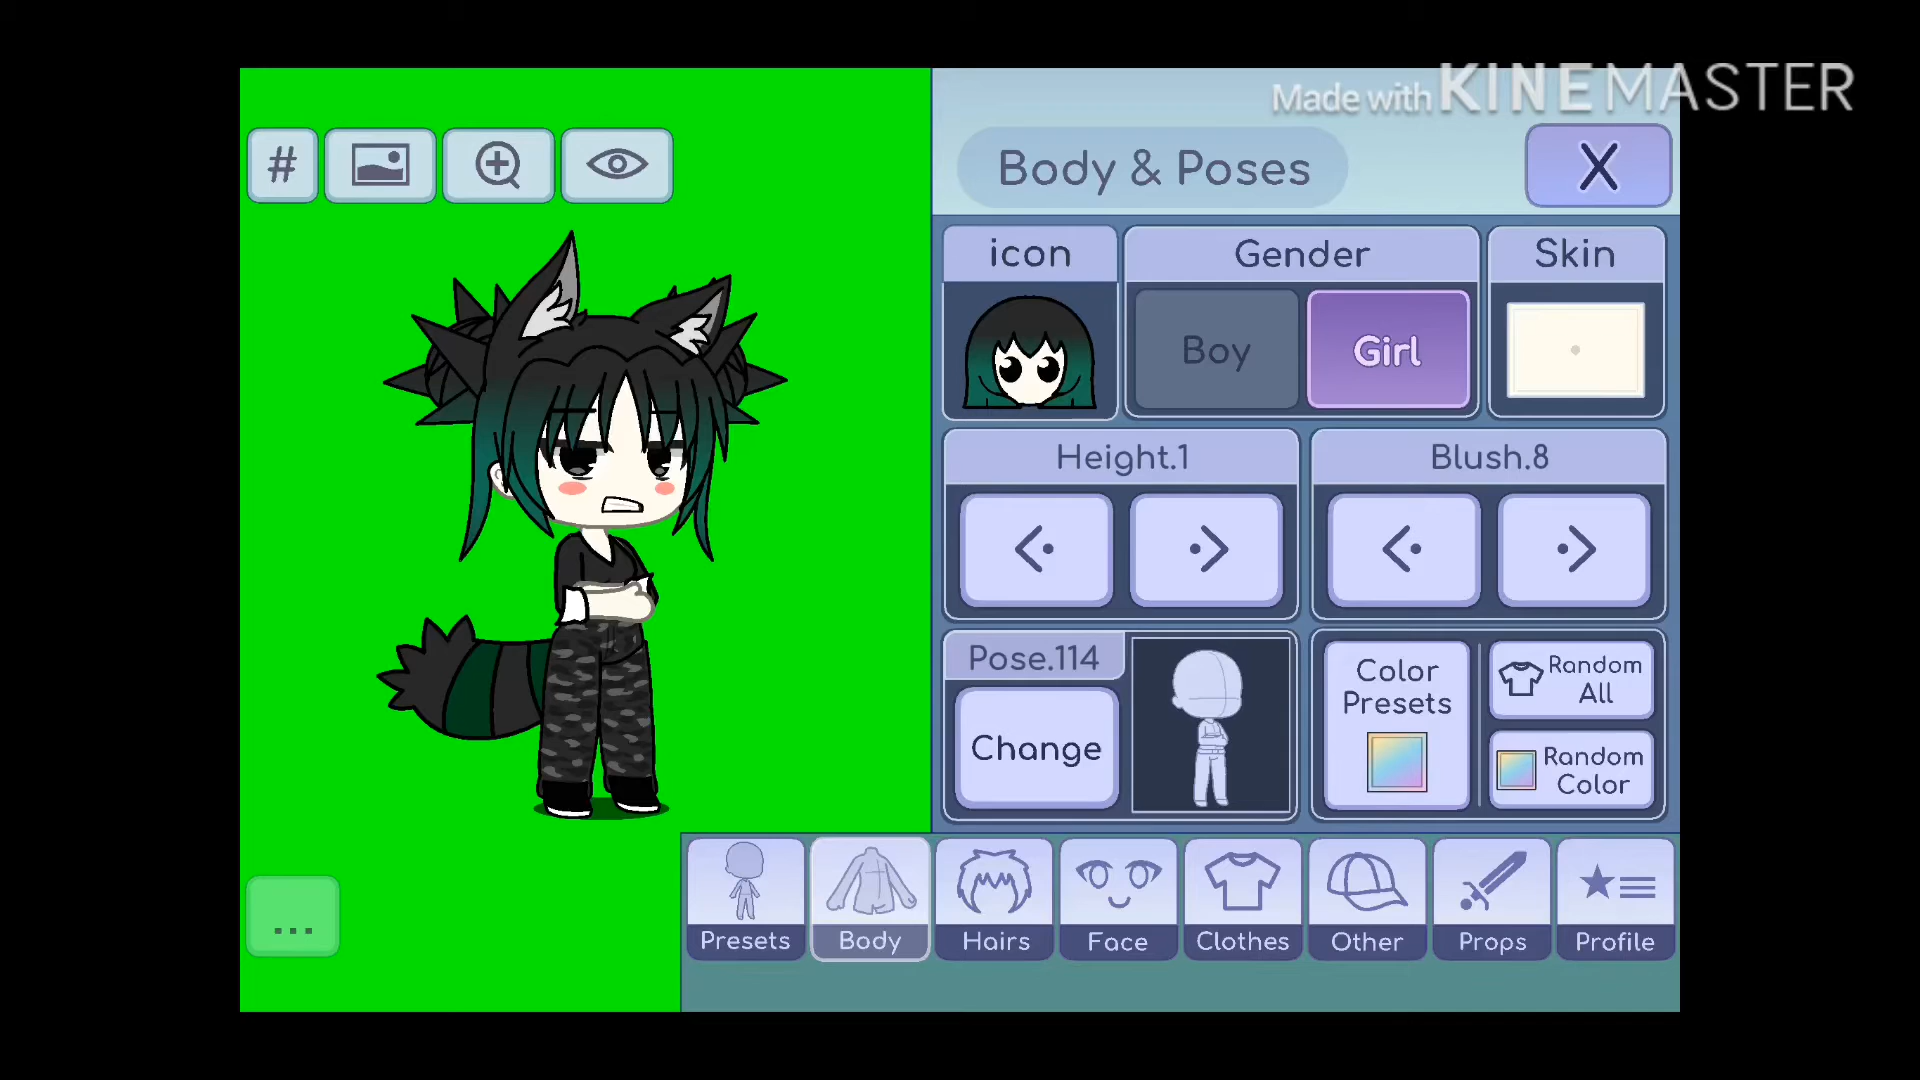 Made with KINEMASTER
#
Body & Poses
X
icon
Gender
Skin
Boy
Girl
Height.1
Blush.8
Pose.114
Change
Color
Presets
Random
All
Random
Color
...
Presets
Body
Hairs
Face
Clothes
Other
Props
Profile